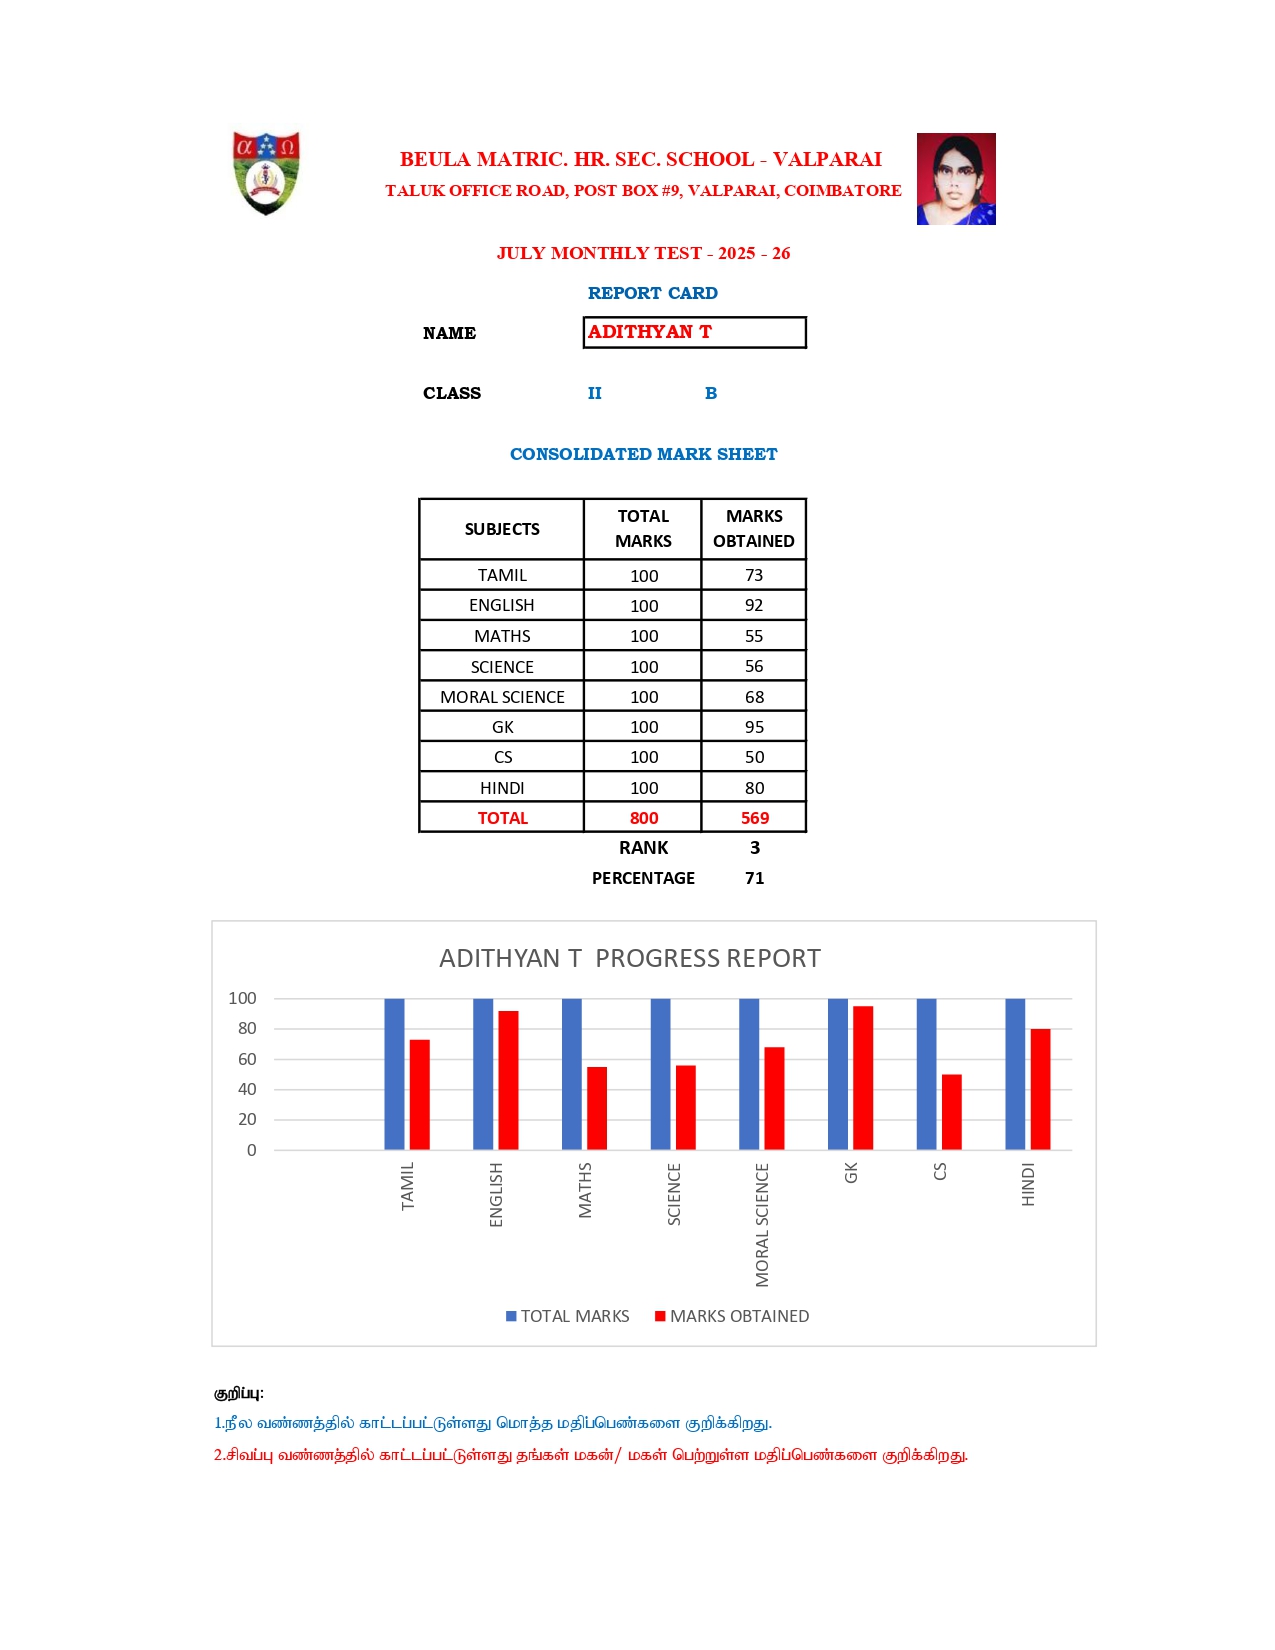 α Ω
BEULA MATRIC. HR. SEC. SCHOOL - VALPARAI
TALUK OFFICE ROAD, POST BOX #9, VALPARAI, COIMBATORE
JULY MONTHLY TEST - 2025 - 26
REPORT CARD
NAME ADITHYAN T
CLASS II B
CONSOLIDATED MARK SHEET
SUBJECTS TOTAL MARKS MARKS OBTAINED
TAMIL 100 73
ENGLISH 100 92
MATHS 100 55
SCIENCE 100 56
MORAL SCIENCE 100 68
GK 100 95
CS 100 50
HINDI 100 80
TOTAL 800 569
RANK 3
PERCENTAGE 71
ADITHYAN T PROGRESS REPORT
100
80
60
40
20
0
TAMIL ENGLISH MATHS SCIENCE MORAL SCIENCE GK CS HINDI
TOTAL MARKS MARKS OBTAINED
குறிப்பு:
1.நீல வண்ணத்தில் காட்டப்பட்டுள்ளது மொத்த மதிப்பெண்களை குறிக்கிறது.
2.சிவப்பு வண்ணத்தில் காட்டப்பட்டுள்ளது தங்கள் மகன்/ மகள் பெற்றுள்ள மதிப்பெண்களை குறிக்கிறது.